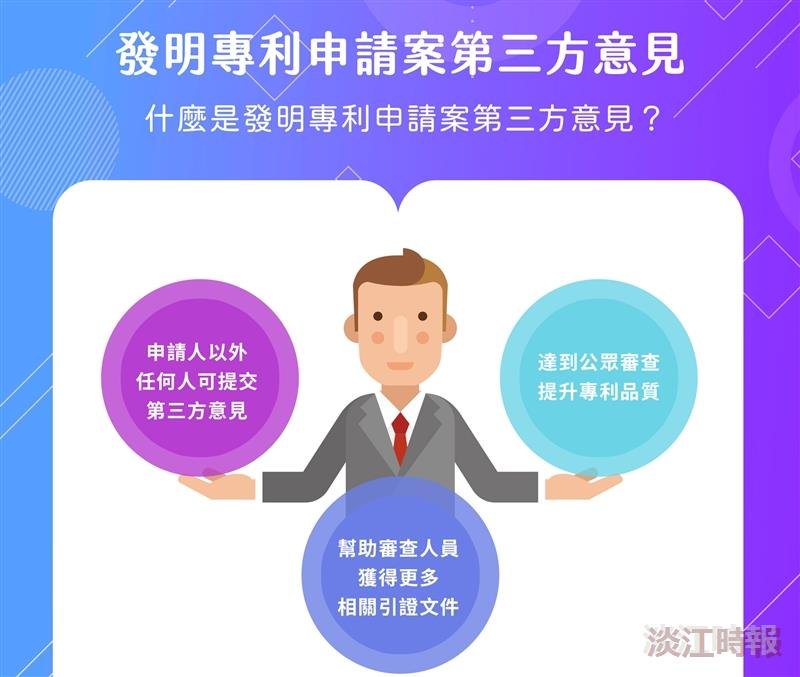 發明專利申請案第三方意見
什麼是發明專利申請案第三方意見？
申請人以外
任何人可提交
第三方意見
達到公眾審查
提升專利品質
幫助審查人員
獲得更多
相關引證文件
淡江時報